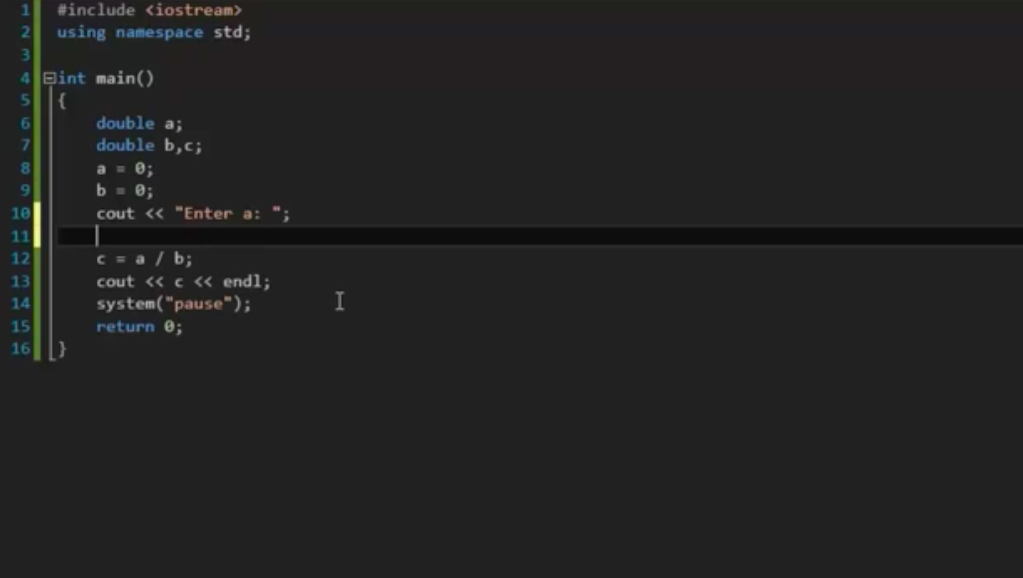 1 #include <iostream>
2 using namespace std;
3
4 int main()
5 {
6 double a;
7 double b,c;
8 a = 0;
9 b = 0;
10 cout << "Enter a: ";
11
12 c = a / b;
13 cout << c << endl;
14 system("pause");
15 return 0;
16 }